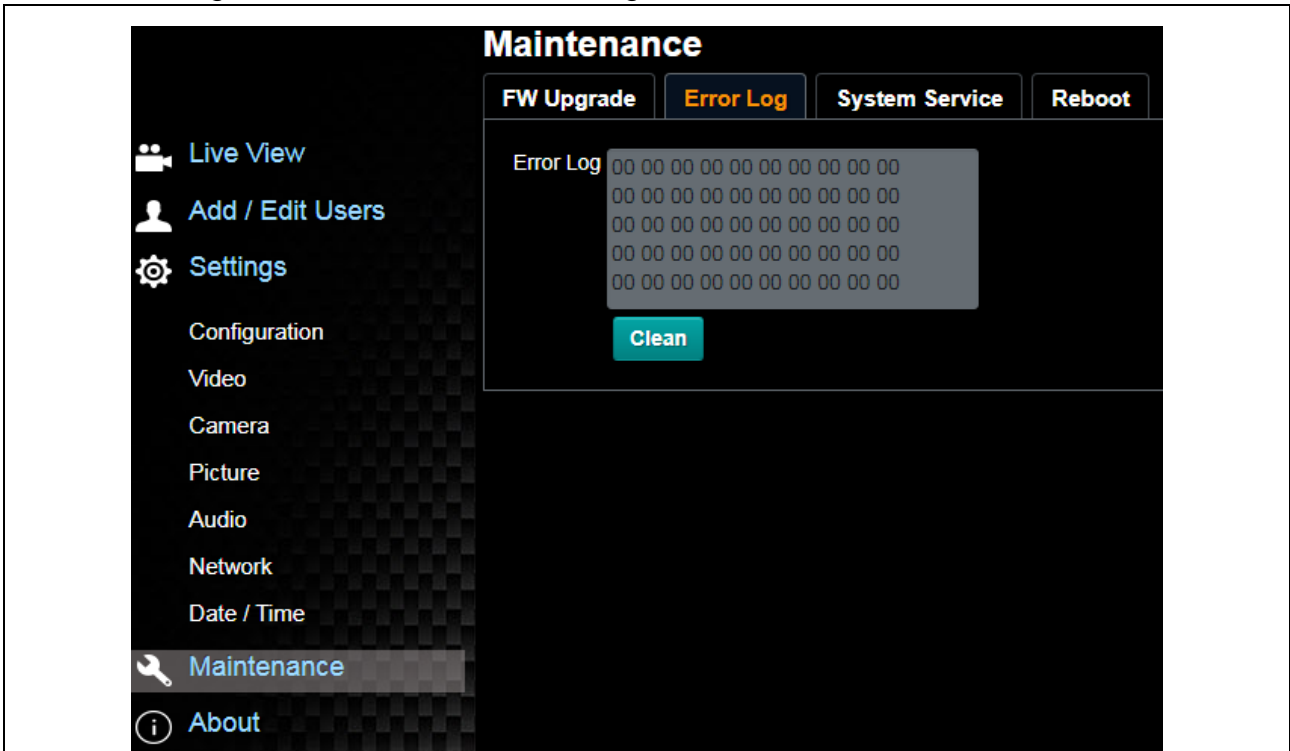 Maintenance
FW Upgrade Error Log System Service Reboot
Live View
Add / Edit Users
Settings
Configuration
Video
Camera
Picture
Audio
Network
Date / Time
Maintenance
About
Error Log
00 00 00 00 00 00 00 00 00 00
00 00 00 00 00 00 00 00 00 00
00 00 00 00 00 00 00 00 00 00
00 00 00 00 00 00 00 00 00 00
00 00 00 00 00 00 00 00 00 00
Clean